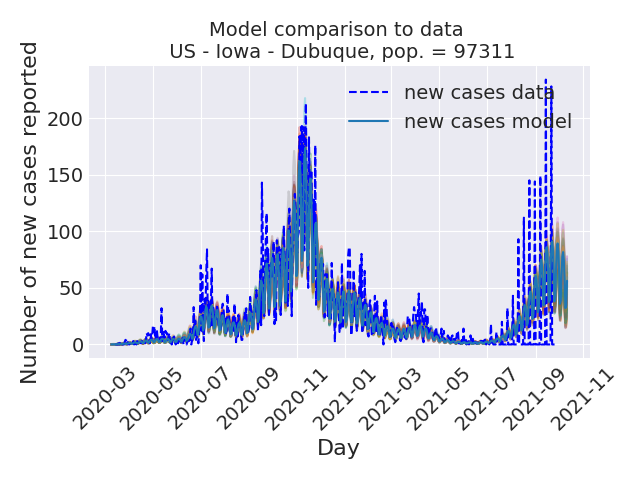 Model comparison to data
US - Iowa - Dubuque, pop. = 97311
Number of new cases reported
200
150
100
50
0
new cases data
new cases model
2020-03
2020-05
2020-07
2020-09
2020-11
2021-01
2021-03
2021-05
2021-07
2021-09
2021-11
Day